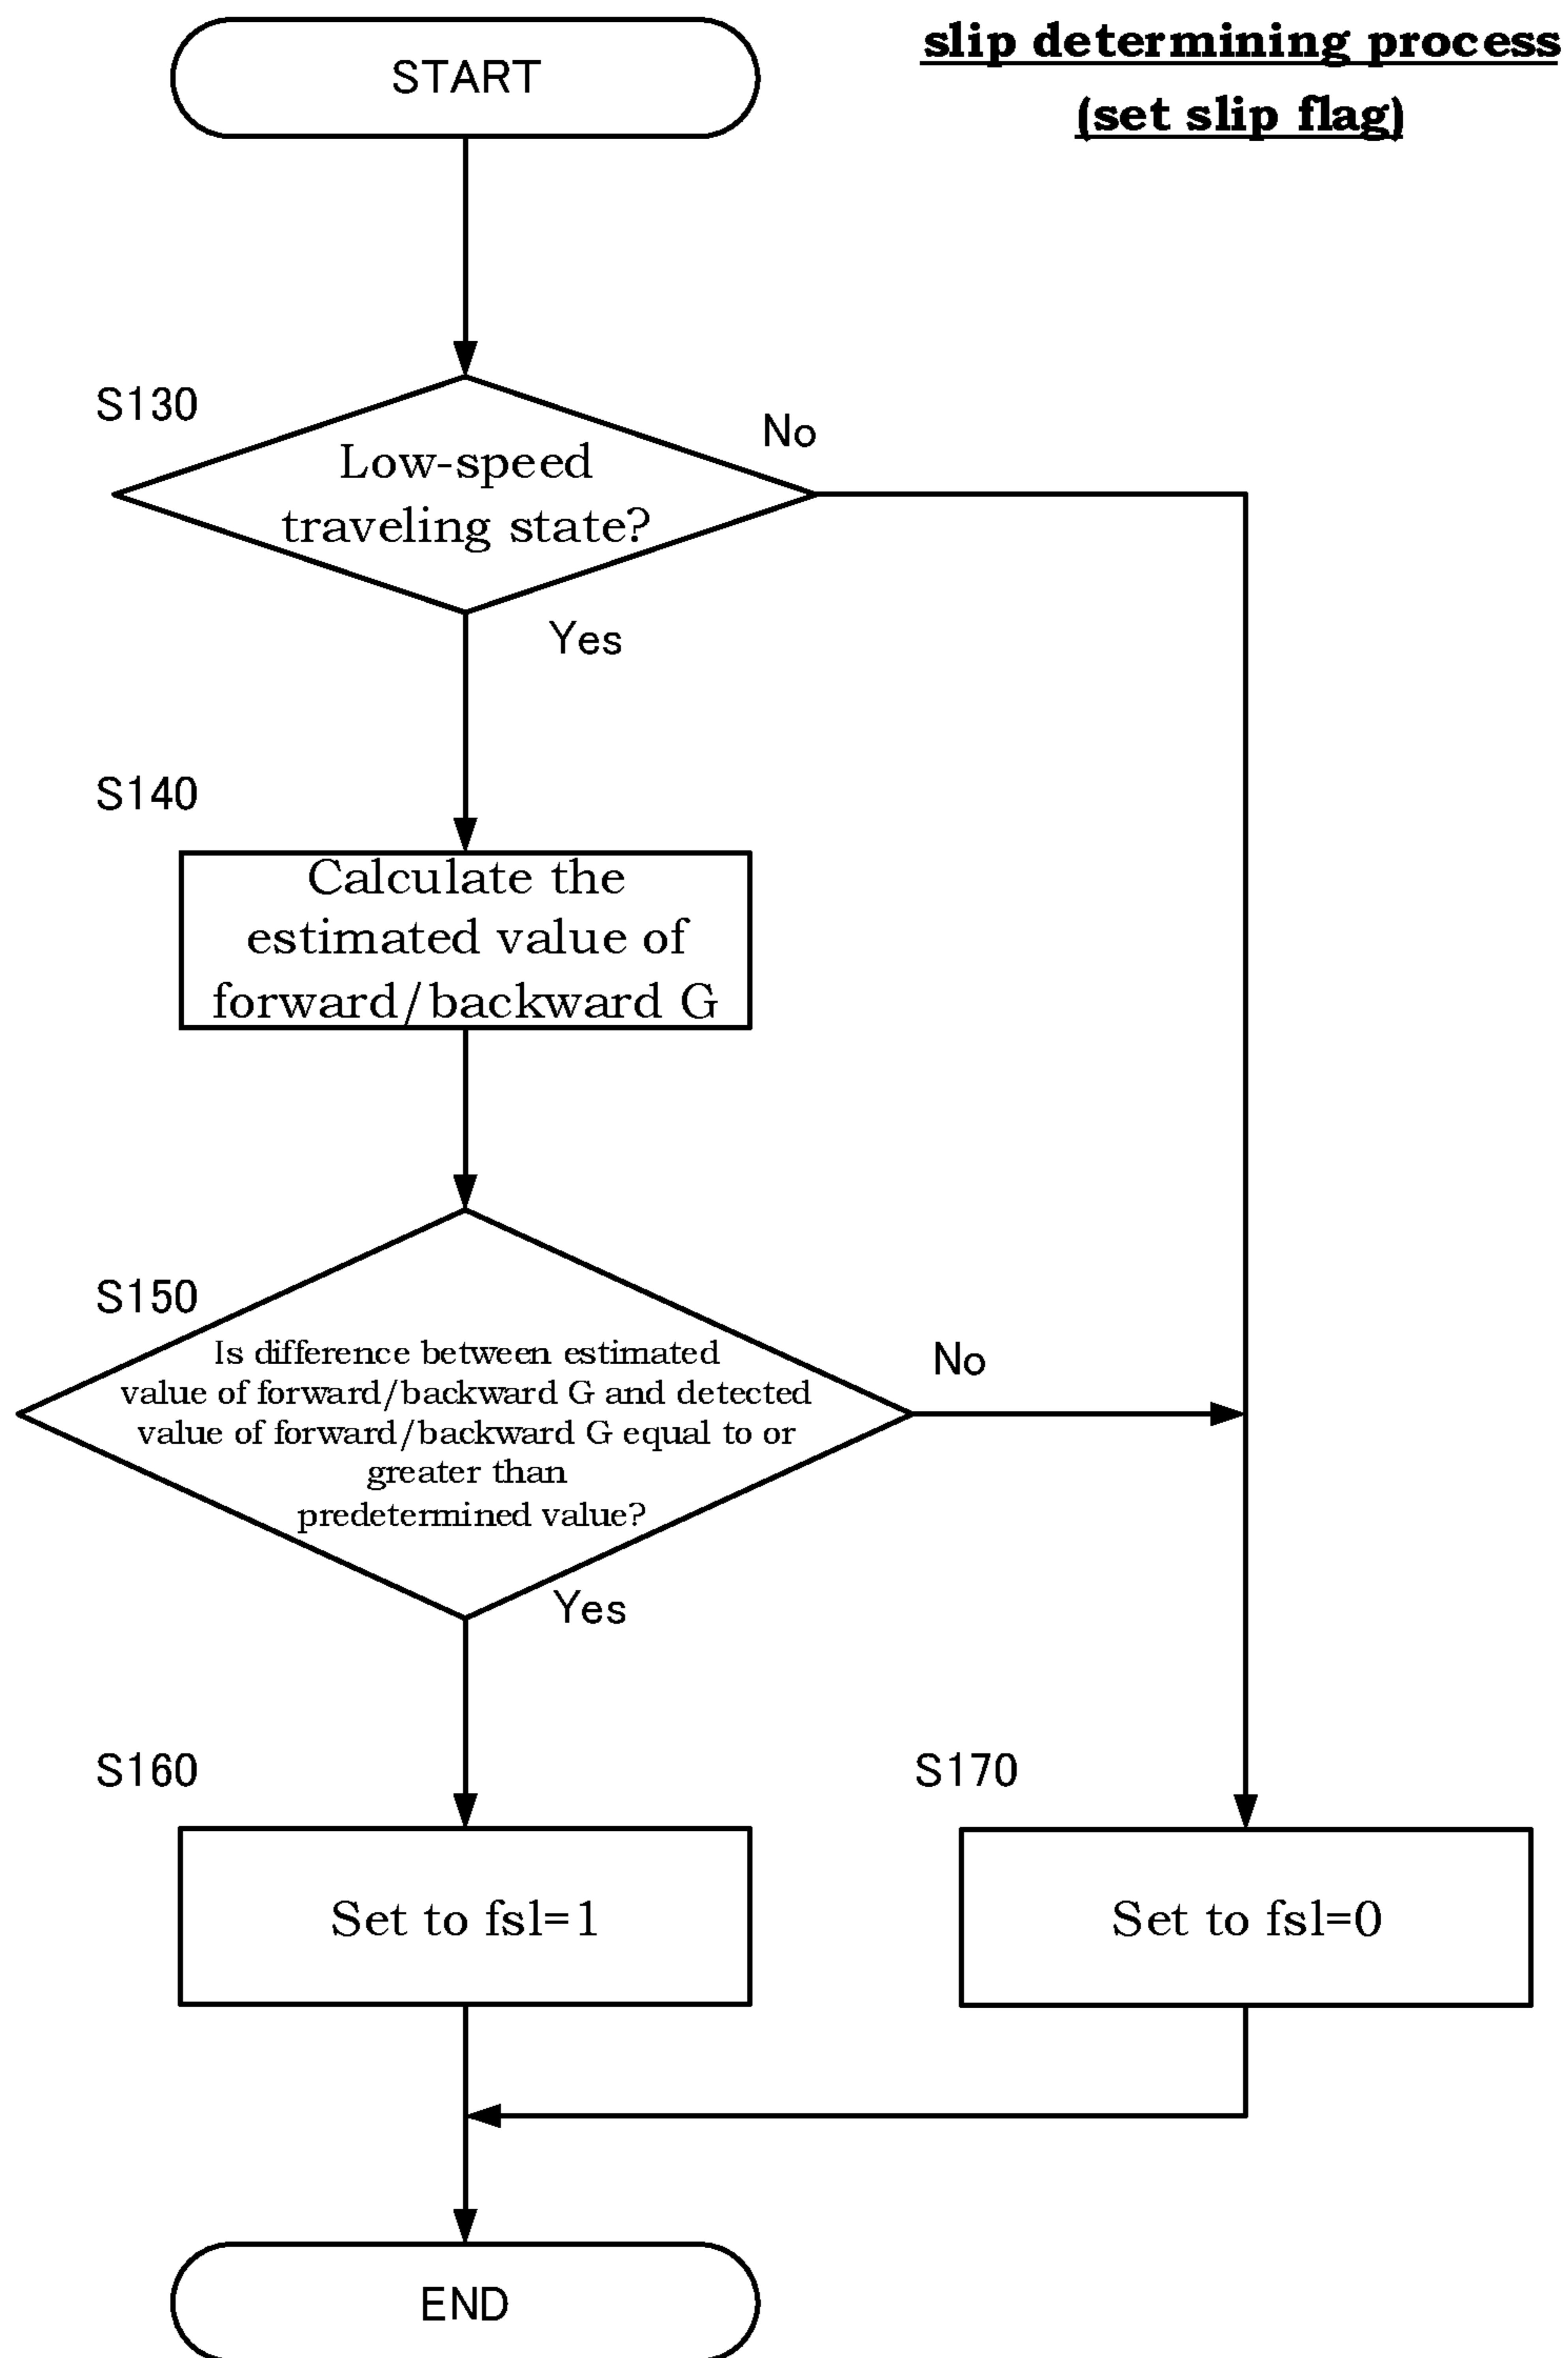 START
slip determining process
(set slip flag)
S130
Low-speed
traveling state?
No
Yes
S140
Calculate the
estimated value of
forward/backward G
S150
Is difference between estimated
value of forward/backward G and detected
value of forward/backward G equal to or
greater than
predetermined value?
No
Yes
S160
Set to fsl=1
S170
Set to fsl=0
END